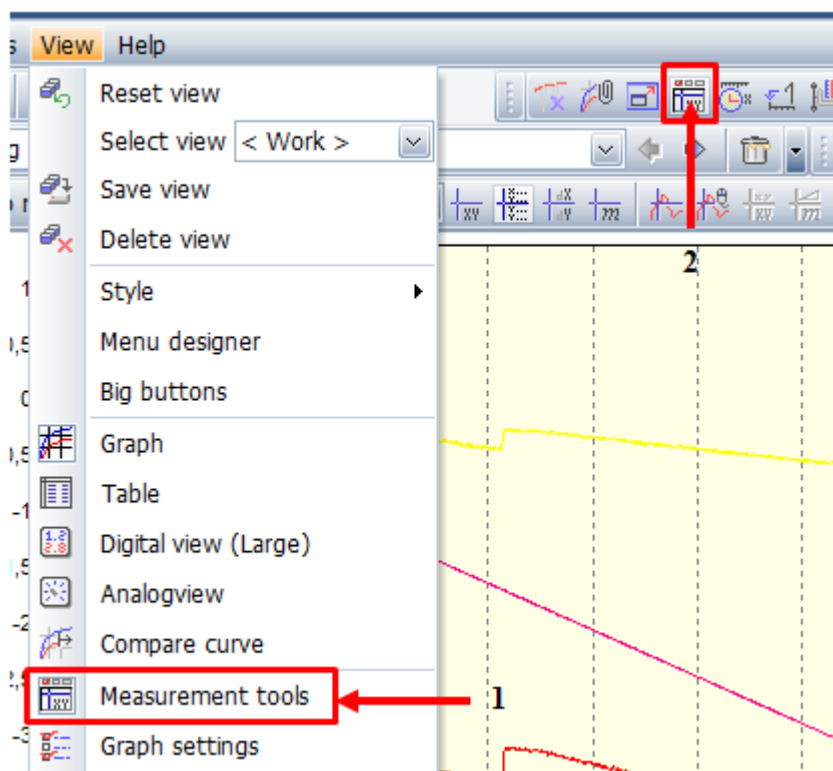 View Help
Reset view
Select view < Work >
Save view
Delete view
Style
Menu designer
Big buttons
Graph
Table
Digital view (Large)
Analogview
Compare curve
Measurement tools
Graph settings
1
2